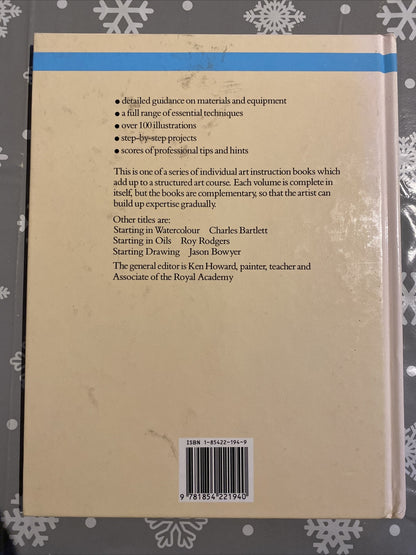 • detailed guidance on materials and equipment
• a full range of essential techniques
• over 100 illustrations
• step-by-step projects
• scores of professional tips and hints
This is one of a series of individual art instruction books which
add up to a structured art course. Each volume is complete in
itself, but the books are complementary, so that the artist can
build up expertise gradually.
Other titles are:
Starting in Watercolour Charles Bartlett
Starting in Oils Roy Rodgers
Starting Drawing Jason Bowyer
The general editor is Ken Howard, painter, teacher and
Associate of the Royal Academy
ISBN 1-85422-194-9
9 781854 221940